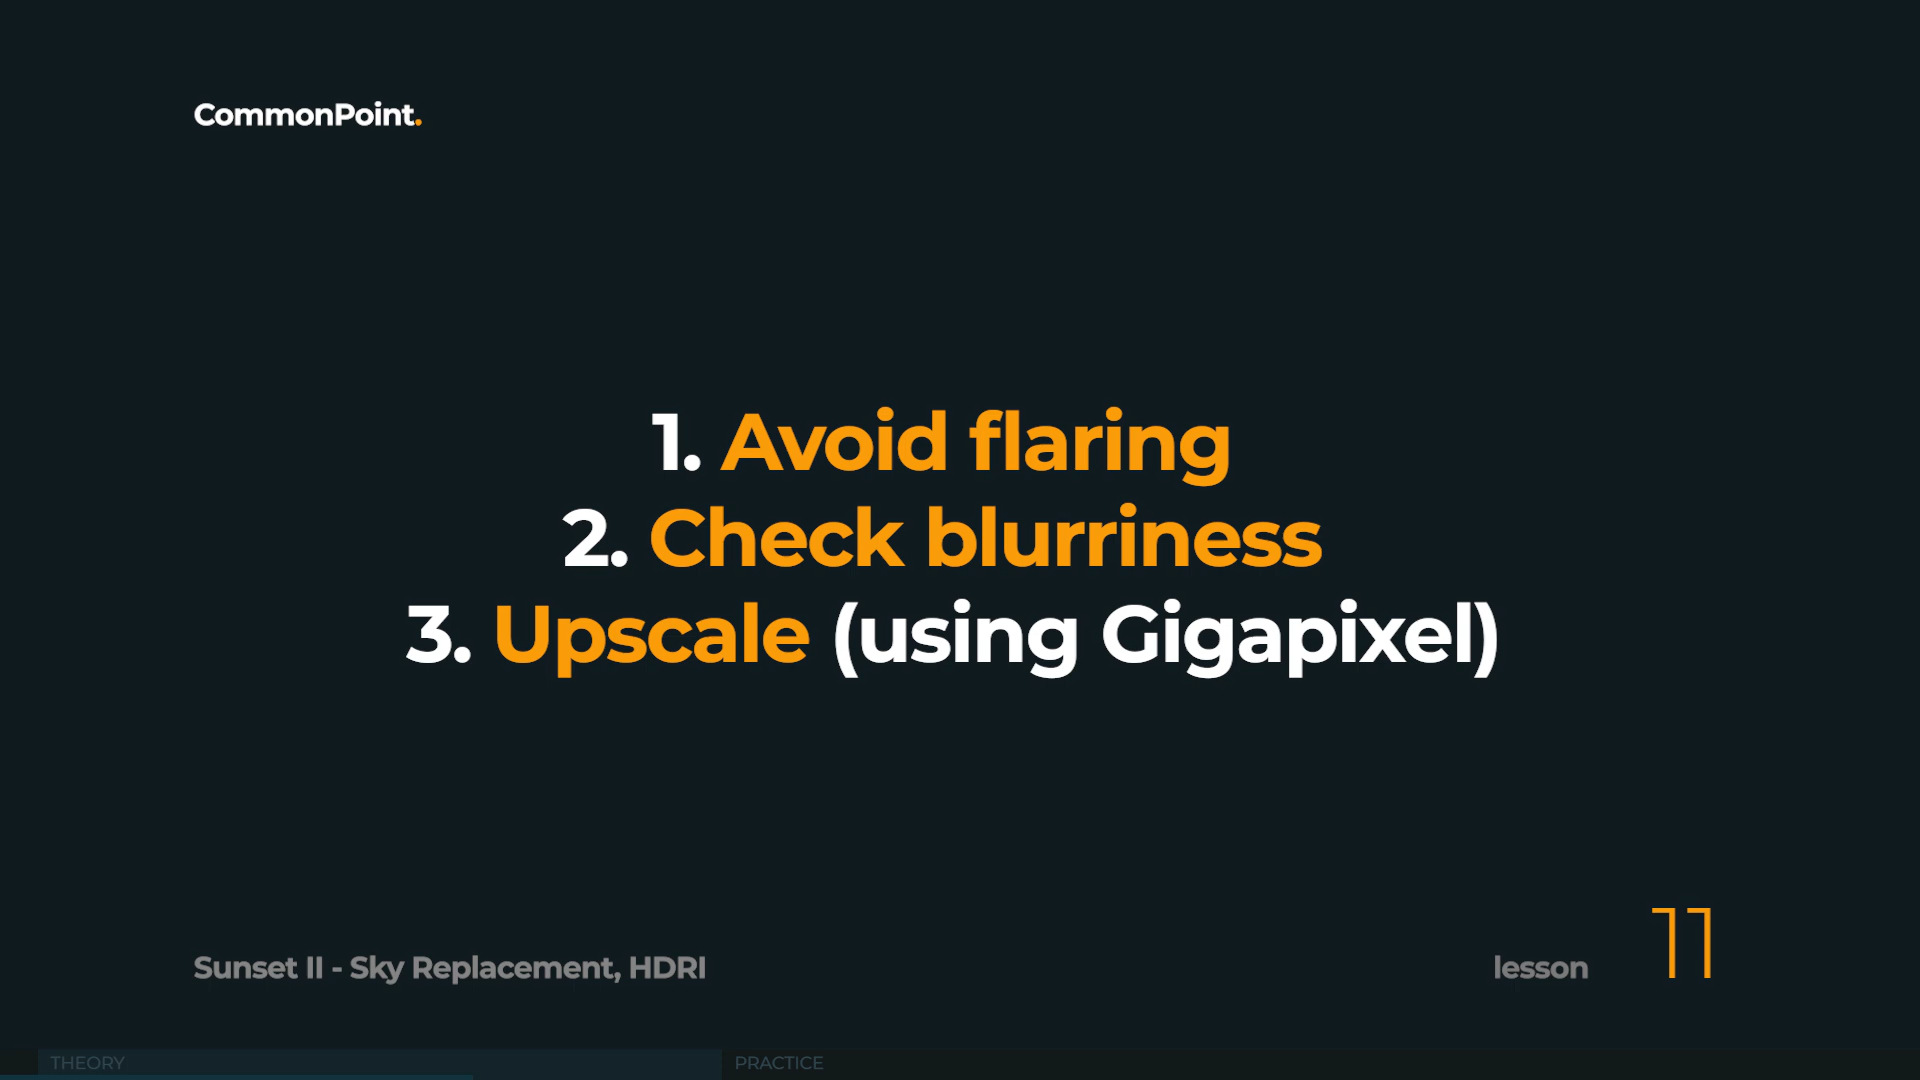 CommonPoint.
1. Avoid flaring
2. Check blurriness
3. Upscale (using Gigapixel)
Sunset II - Sky Replacement, HDRI
lesson 11
THEORY PRACTICE